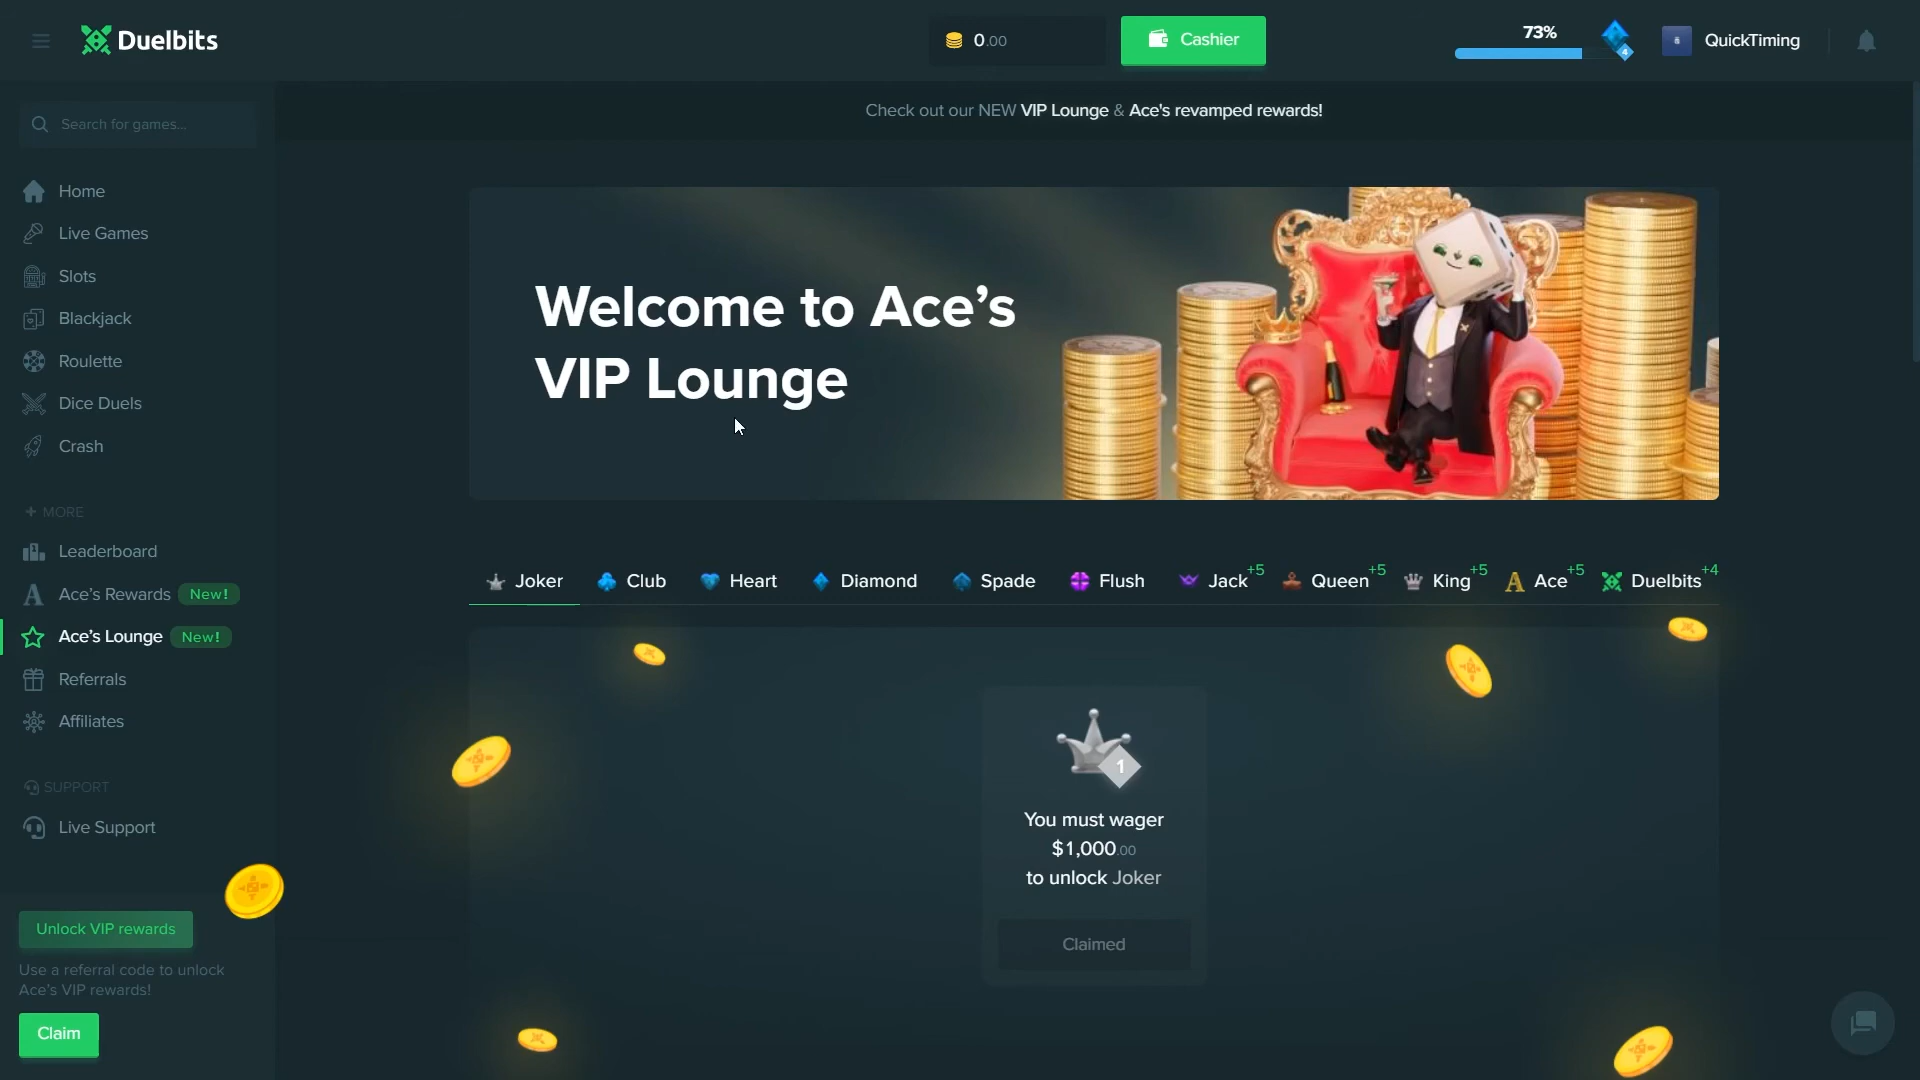 Duelbits
0.00
Cashier
73%
4
QuickTiming
Search for games...
Check out our NEW VIP Lounge & Ace's revamped rewards!
Home
Live Games
Slots
Blackjack
Roulette
Dice Duels
Crash
+ MORE
Leaderboard
Ace's Rewards New!
Ace's Lounge New!
Referrals
Affiliates
SUPPORT
Live Support
Unlock VIP rewards
Use a referral code to unlock
Ace's VIP rewards!
Claim
Welcome to Ace’s
VIP Lounge
Joker Club Heart Diamond Spade Flush Jack +5 Queen +5 King +5 Ace +5 Duelbits +4
1
You must wager
$1,000.00
to unlock Joker
Claimed